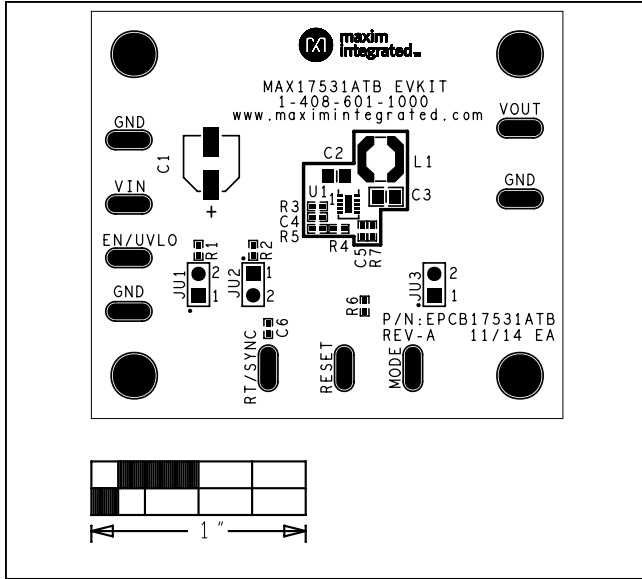 maxim
integrated™
MAX17531ATB EVKIT
1-408-601-1000
www.maximintegrated.com
GND
VOUT
C1
+
C2
L1
VIN
GND
U1
1
C3
R3
C4
R5
R4
C5
R7
EN/UVLO
R1
R2
JU1
2
1
JU2
1
2
JU3
2
1
GND
R6
P/N:EPCB17531ATB
REV-A 11/14 EA
C6
RT/SYNC
RESET
MODE
1"